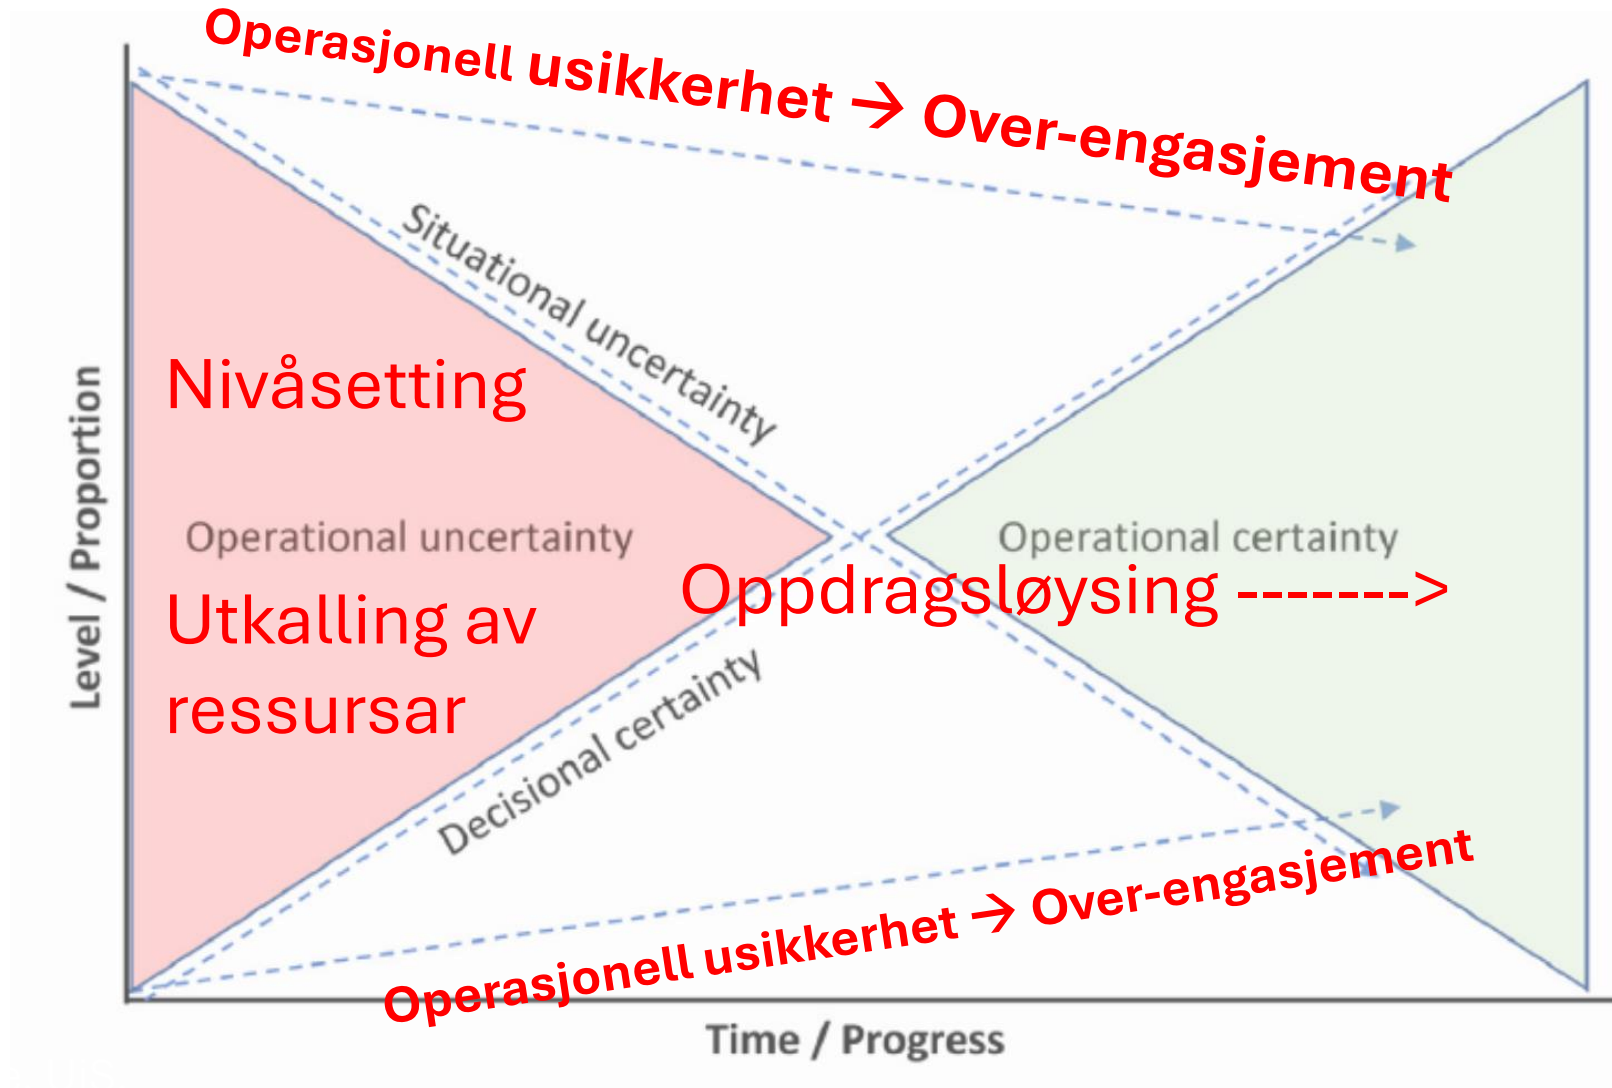 Operasjonell usikkerhet → Over-engasjement
Situational uncertainty
Nivåsetting
Level / Proportion
Operational uncertainty
Operational certainty
Oppdragsløysing ------->
Utkalling av
ressursar
Decisional certainty
Operasjonell usikkerhet → Over-engasjement
Time / Progress